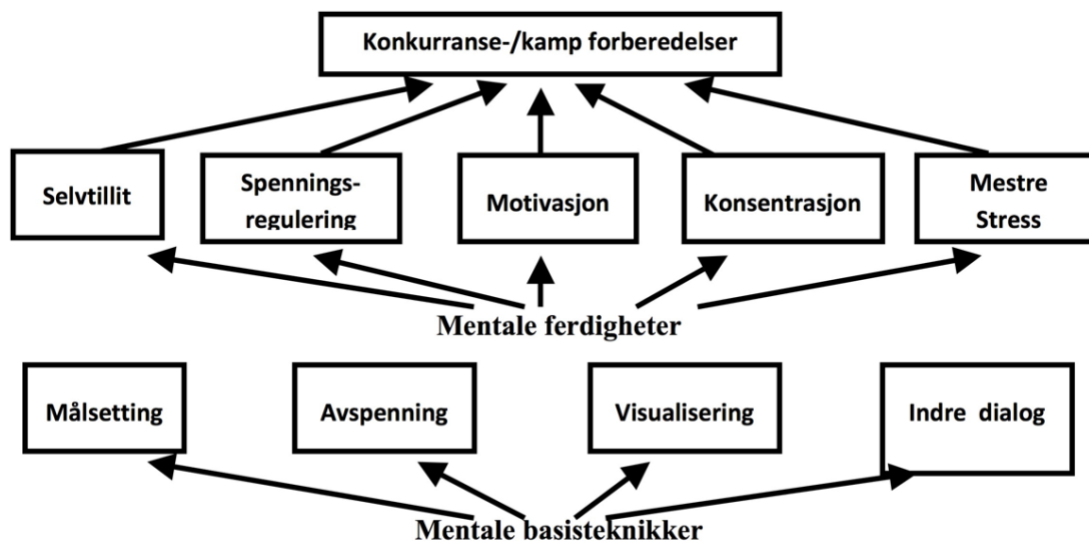 Konkurranse-/kamp forberedelser
Selvtillit
Spennings-
regulering
Motivasjon
Konsentrasjon
Mestre
Stress
Mentale ferdigheter
Målsetting
Avspenning
Visualisering
Indre dialog
Mentale basisteknikker